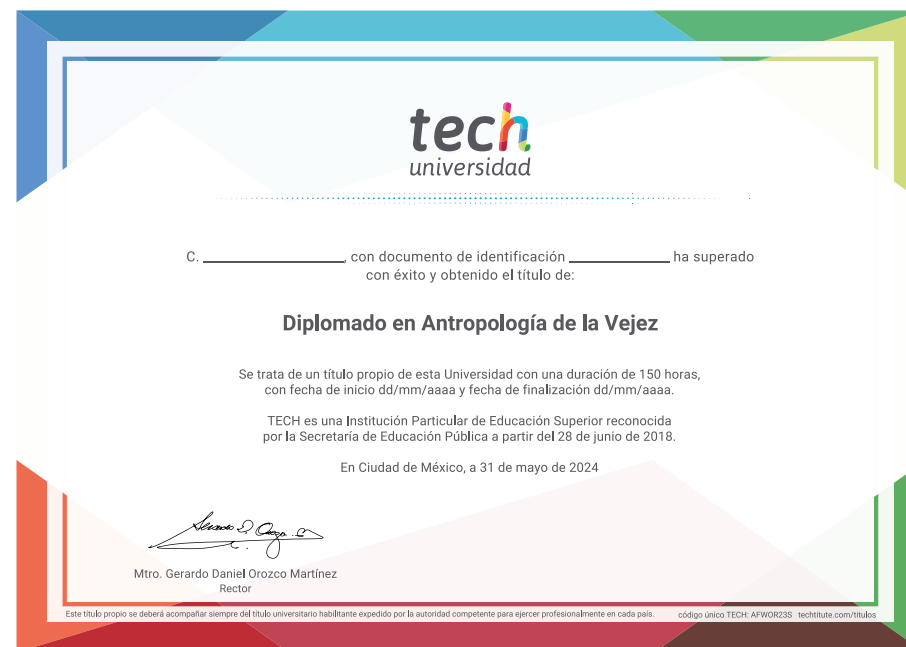 tech
universidad
C. ____________, con documento de identificación ____________ ha superado
con éxito y obtenido el título de:
Diplomado en Antropología de la Vejez
Se trata de un título propio de esta Universidad con una duración de 150 horas,
con fecha de inicio dd/mm/aaaa y fecha de finalización dd/mm/aaaa.
TECH es una Institución Particular de Educación Superior reconocida
por la Secretaría de Educación Pública a partir del 28 de junio de 2018.
En Ciudad de México, a 31 de mayo de 2024
Mtro. Gerardo Daniel Orozco Martínez
Rector
Este título propio se deberá acompañar siempre del título universitario habilitante expedido por la autoridad competente para ejercer profesionalmente en cada país. código único TECH: AFWOR23S techtitute.com/titulos